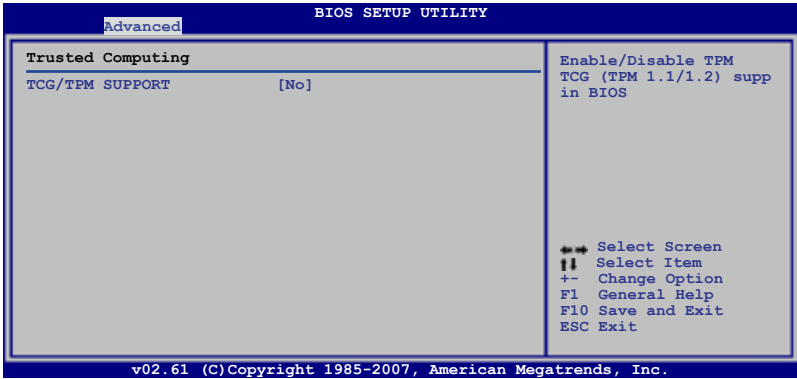 BIOS SETUP UTILITY
Advanced
Trusted Computing
TCG/TPM SUPPORT [No]
Enable/Disable TPM
TCG (TPM 1.1/1.2) supp
in BIOS
Select Screen
Select Item
+- Change Option
F1 General Help
F10 Save and Exit
ESC Exit
v02.61 (C)Copyright 1985-2007, American Megatrends, Inc.